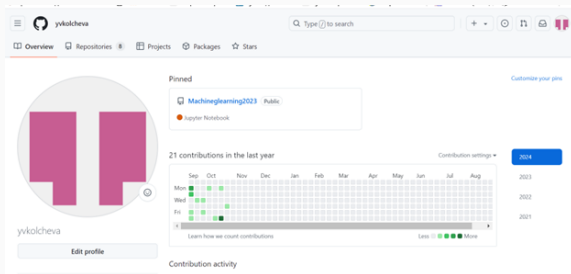 yvkolcheva
Type / to search
Overview
Repositories 8
Projects
Packages
Stars
Pinned
Customize your pins
Machineglearning2023 Public
Jupyter Notebook
21 contributions in the last year
Contribution settings
2024
2023
2022
2021
Sep Oct Nov Dec Jan Feb Mar Apr May Jun Jul Aug
Mon
Wed
Fri
Learn how we count contributions
Less More
yvkolcheva
Edit profile
Contribution activity